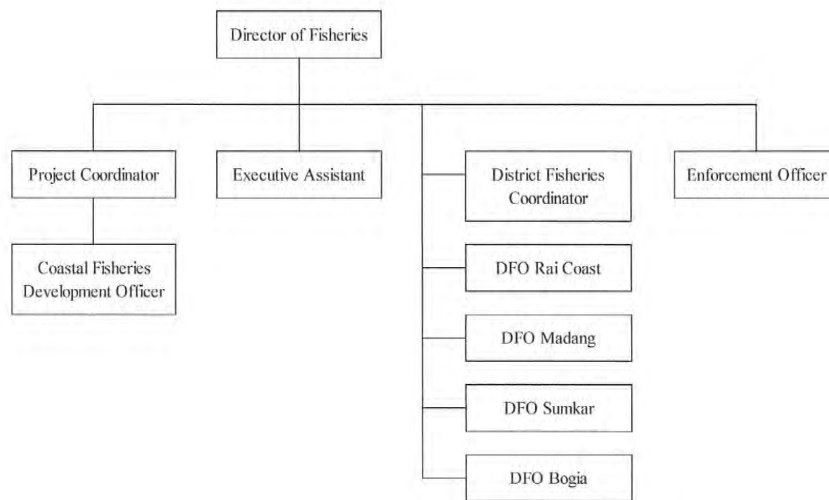 Director of Fisheries
Project Coordinator
Executive Assistant
District Fisheries
Coordinator
Enforcement Officer
Coastal Fisheries
Development Officer
DFO Rai Coast
DFO Madang
DFO Sumkar
DFO Bogia